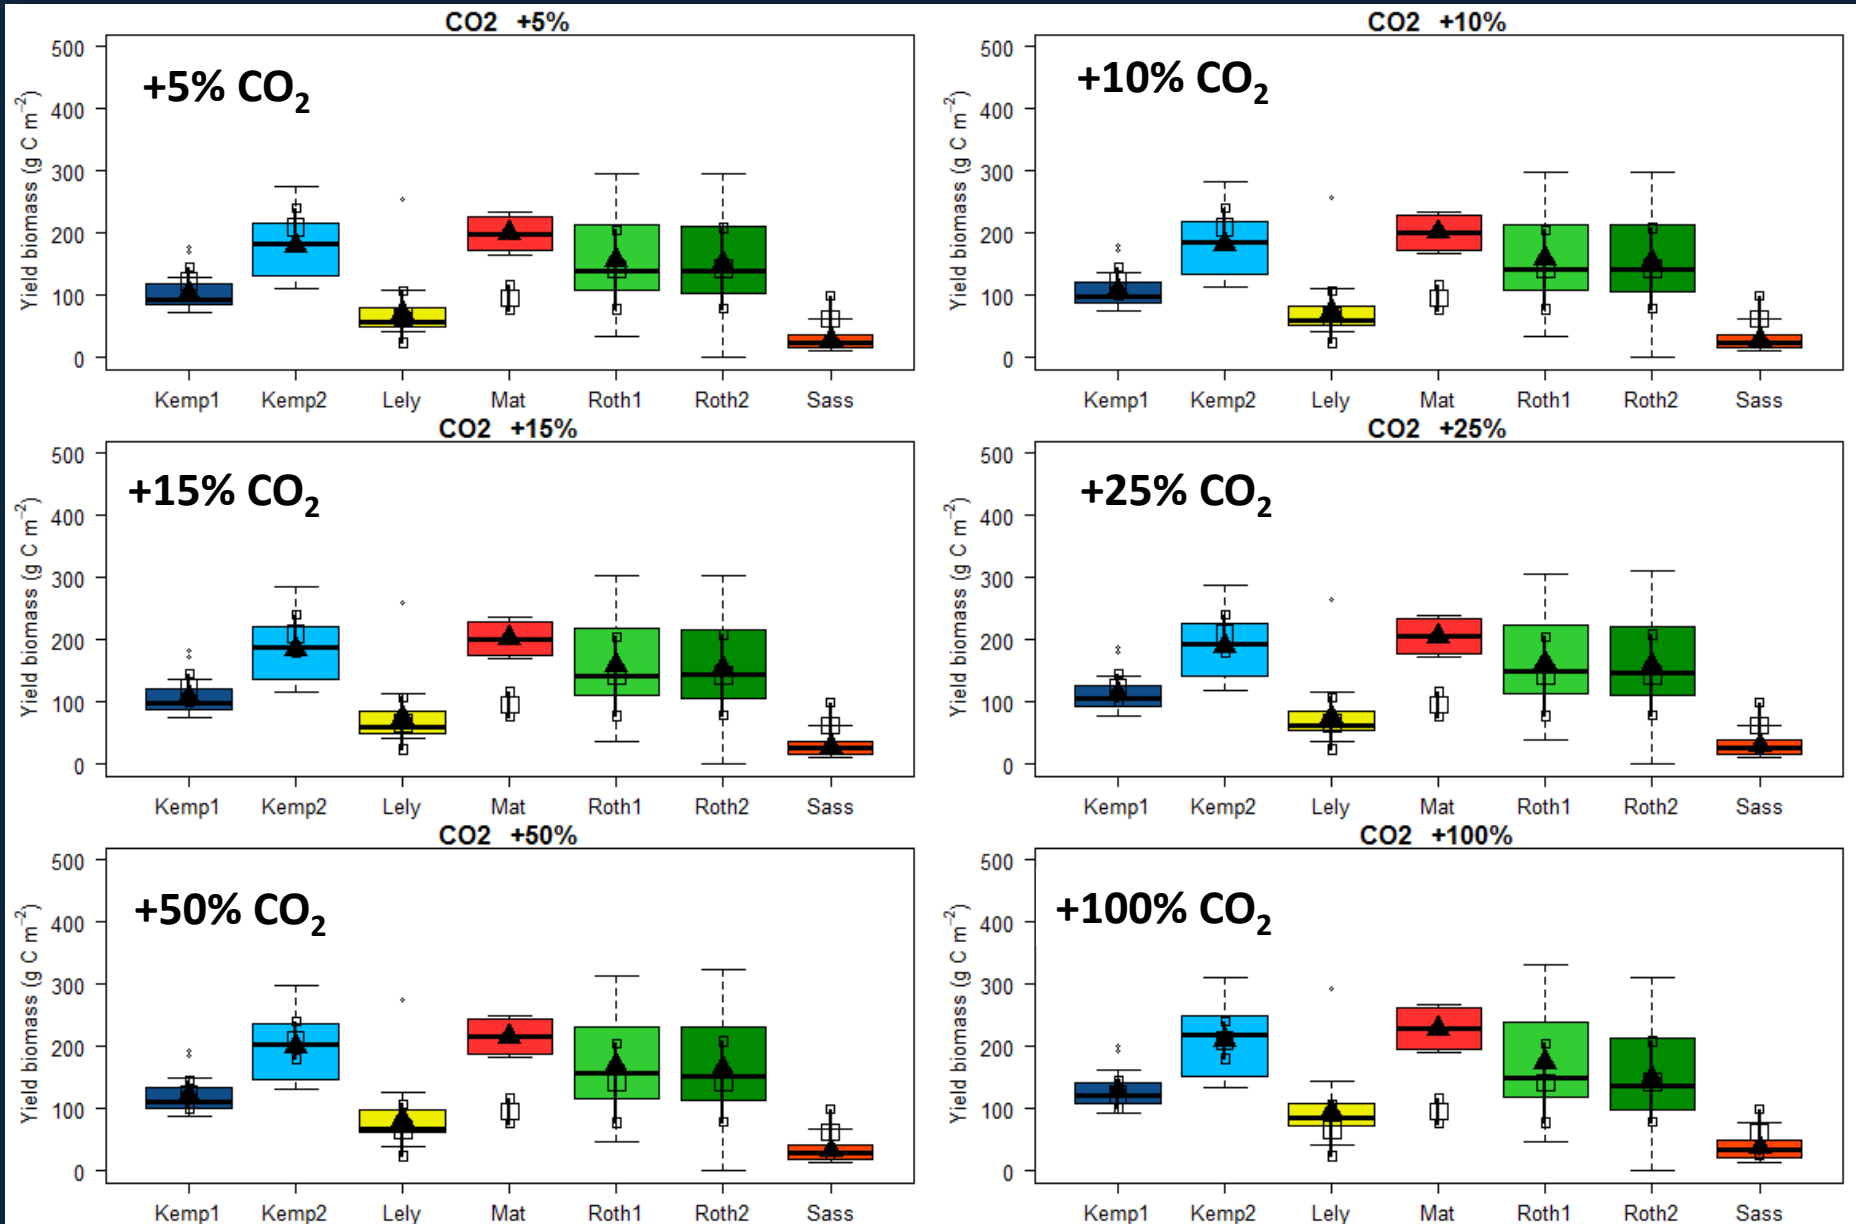 CO2 +5%
+5% CO₂
Yield biomass (g C m⁻²)
500
400
300
200
100
0
Kemp1 Kemp2 Lely Mat Roth1 Roth2 Sass
CO2 +10%
+10% CO₂
Yield biomass (g C m⁻²)
500
400
300
200
100
0
Kemp1 Kemp2 Lely Mat Roth1 Roth2 Sass
CO2 +15%
+15% CO₂
Yield biomass (g C m⁻²)
500
400
300
200
100
0
Kemp1 Kemp2 Lely Mat Roth1 Roth2 Sass
CO2 +25%
+25% CO₂
Yield biomass (g C m⁻²)
500
400
300
200
100
0
Kemp1 Kemp2 Lely Mat Roth1 Roth2 Sass
CO2 +50%
+50% CO₂
Yield biomass (g C m⁻²)
500
400
300
200
100
0
Kemp1 Kemp2 Lely Mat Roth1 Roth2 Sass
CO2 +100%
+100% CO₂
Yield biomass (g C m⁻²)
500
400
300
200
100
0
Kemp1 Kemp2 Lely Mat Roth1 Roth2 Sass